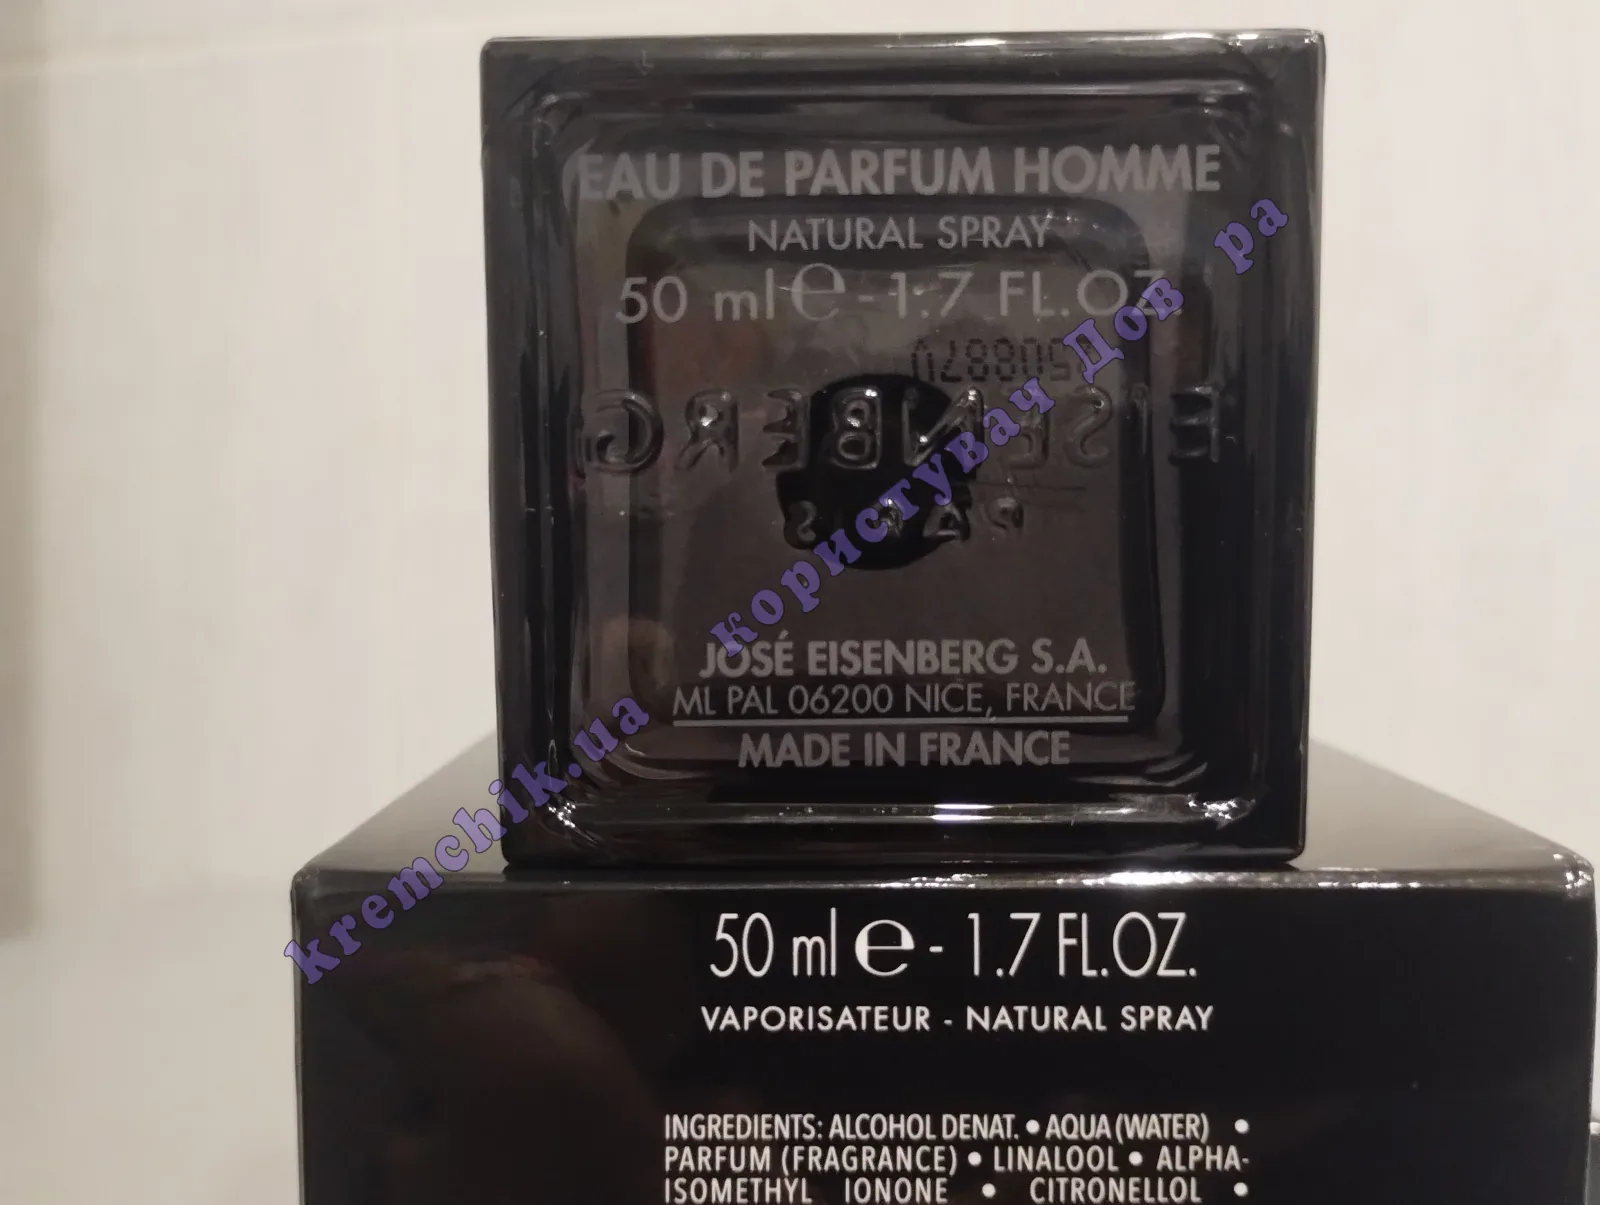 EAU DE PARFUM HOMME
NATURAL SPRAY
50 ml e - 1.7 FL.OZ.
EISENBERG
JOSÉ EISENBERG S.A.
ML PAL 06200 NICE, FRANCE
MADE IN FRANCE
50 ml e - 1.7 FL.OZ.
VAPORISATEUR - NATURAL SPRAY
INGREDIENTS: ALCOHOL DENAT. • AQUA (WATER) •
PARFUM (FRAGRANCE) • LINALOOL • ALPHA-
ISOMETHYL IONONE • CITRONELLOL •
kremchik.ua користувач Дов ра